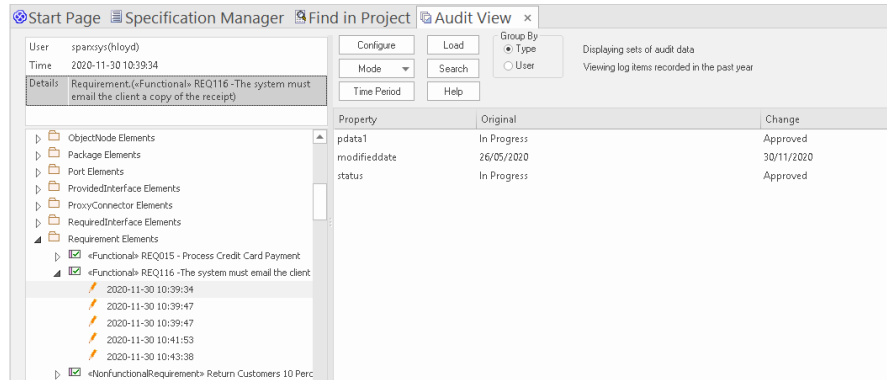 Start Page Specification Manager Find in Project Audit View ×
User sparxsys(hloyd)
Time 2020-11-30 10:39:34
Details Requirement.(«Functional» REQ116 -The system must
email the client a copy of the receipt)
Configure Load
Mode Search
Time Period Help
Group By
Type
User
Displaying sets of audit data
Viewing log items recorded in the past year
ObjectNode Elements
Package Elements
Port Elements
ProvidedInterface Elements
ProxyConnector Elements
RequiredInterface Elements
Requirement Elements
«Functional» REQ015 - Process Credit Card Payment
«Functional» REQ116 -The system must email the client
2020-11-30 10:39:34
2020-11-30 10:39:47
2020-11-30 10:39:47
2020-11-30 10:41:53
2020-11-30 10:43:38
«NonfunctionalRequirement» Return Customers 10 Perc
Property Original Change
pdata1 In Progress Approved
modifieddate 26/05/2020 30/11/2020
status In Progress Approved